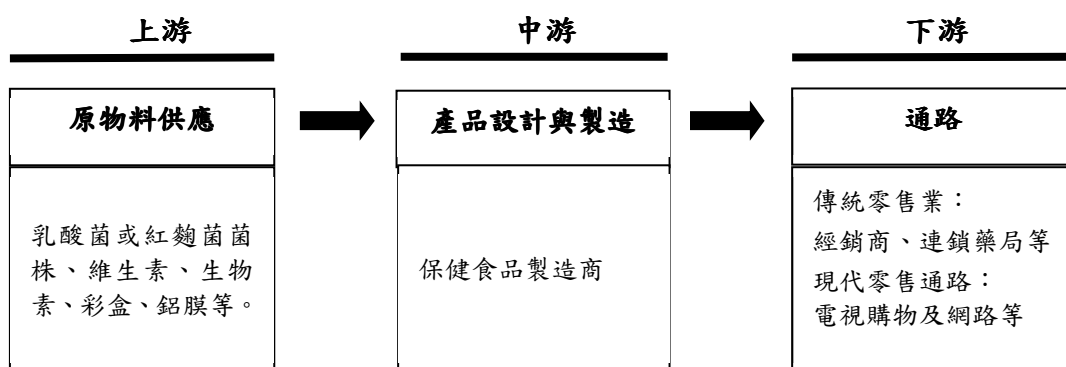 上游
中游
下游
原物料供應
產品設計與製造
通路
乳酸菌或紅麴菌菌
株、維生素、生物
素、彩盒、鋁膜等。
保健食品製造商
傳統零售業：
經銷商、連鎖藥局等
現代零售通路：
電視購物及網路等